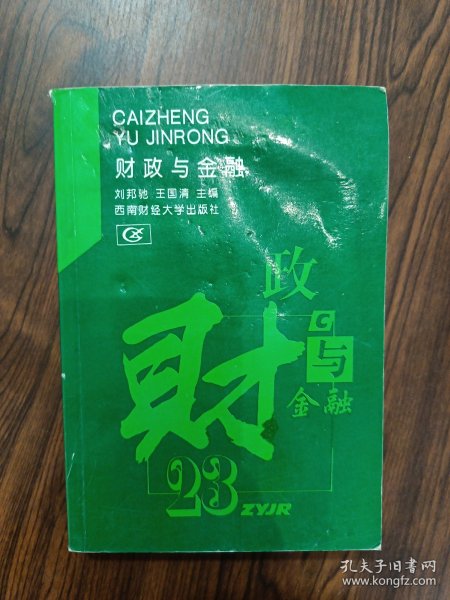 CAIZHENG
YU JINRONG
财政与金融
刘邦驰 王国清 主编
西南财经大学出版社
政
G
财
与
金融
23
ZYJR
孔夫子旧书网
www.kongfz.com